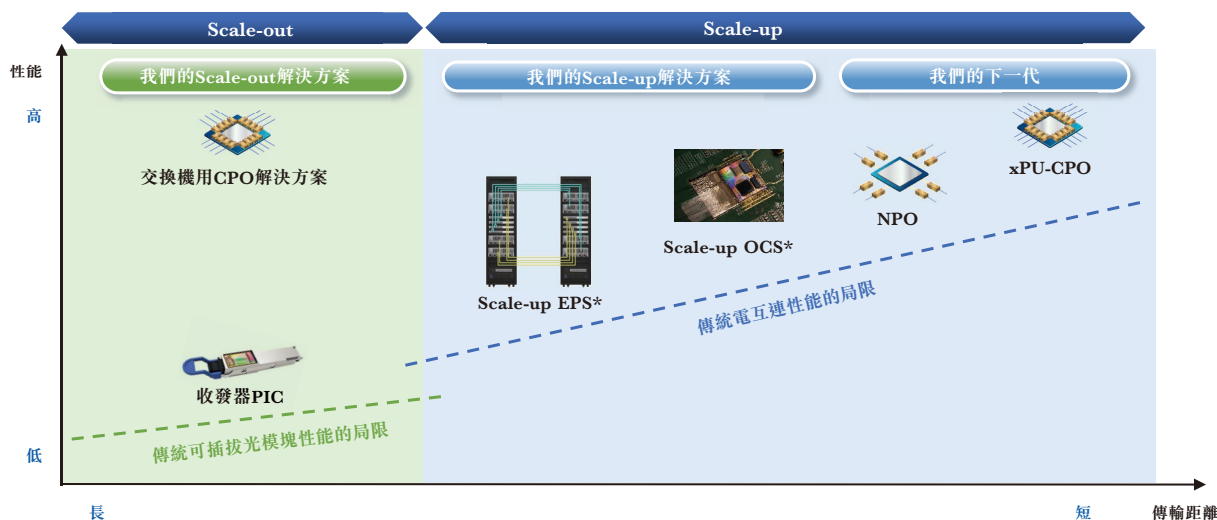 Scale-out
Scale-up
性能
我們的Scale-out解決方案
我們的Scale-up解決方案
我們的下一代
高
交換機用CPO解決方案
xPU-CPO
NPO
Scale-up OCS*
Scale-up EPS*
傳統電互連性能的局限
收發器PIC
傳統可插拔光模塊性能的局限
低
長
短
傳輸距離